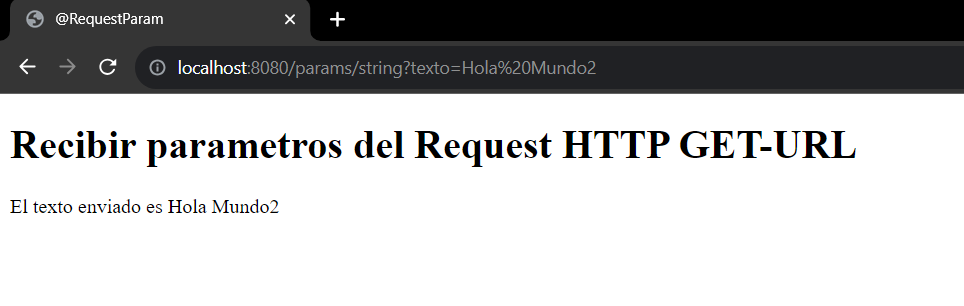 @RequestParam
localhost:8080/params/string?texto=Hola%20Mundo2
Recibir parametros del Request HTTP GET-URL
El texto enviado es Hola Mundo2